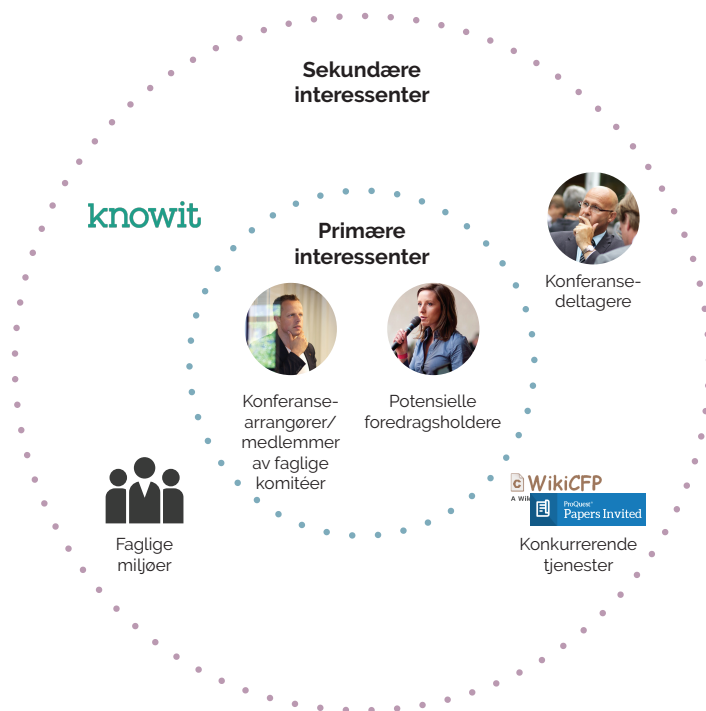 Sekundære
interessenter
knowit
Primære
interessenter
Konferanse-
deltagere
Konferanse-
arrangører/
medlemmer
av faglige
komitéer
Potensielle
foredragsholdere
C WikiCFP
A Wik
ProQuest
Papers Invited
Faglige
miljøer
Konkurrerende
tjenester